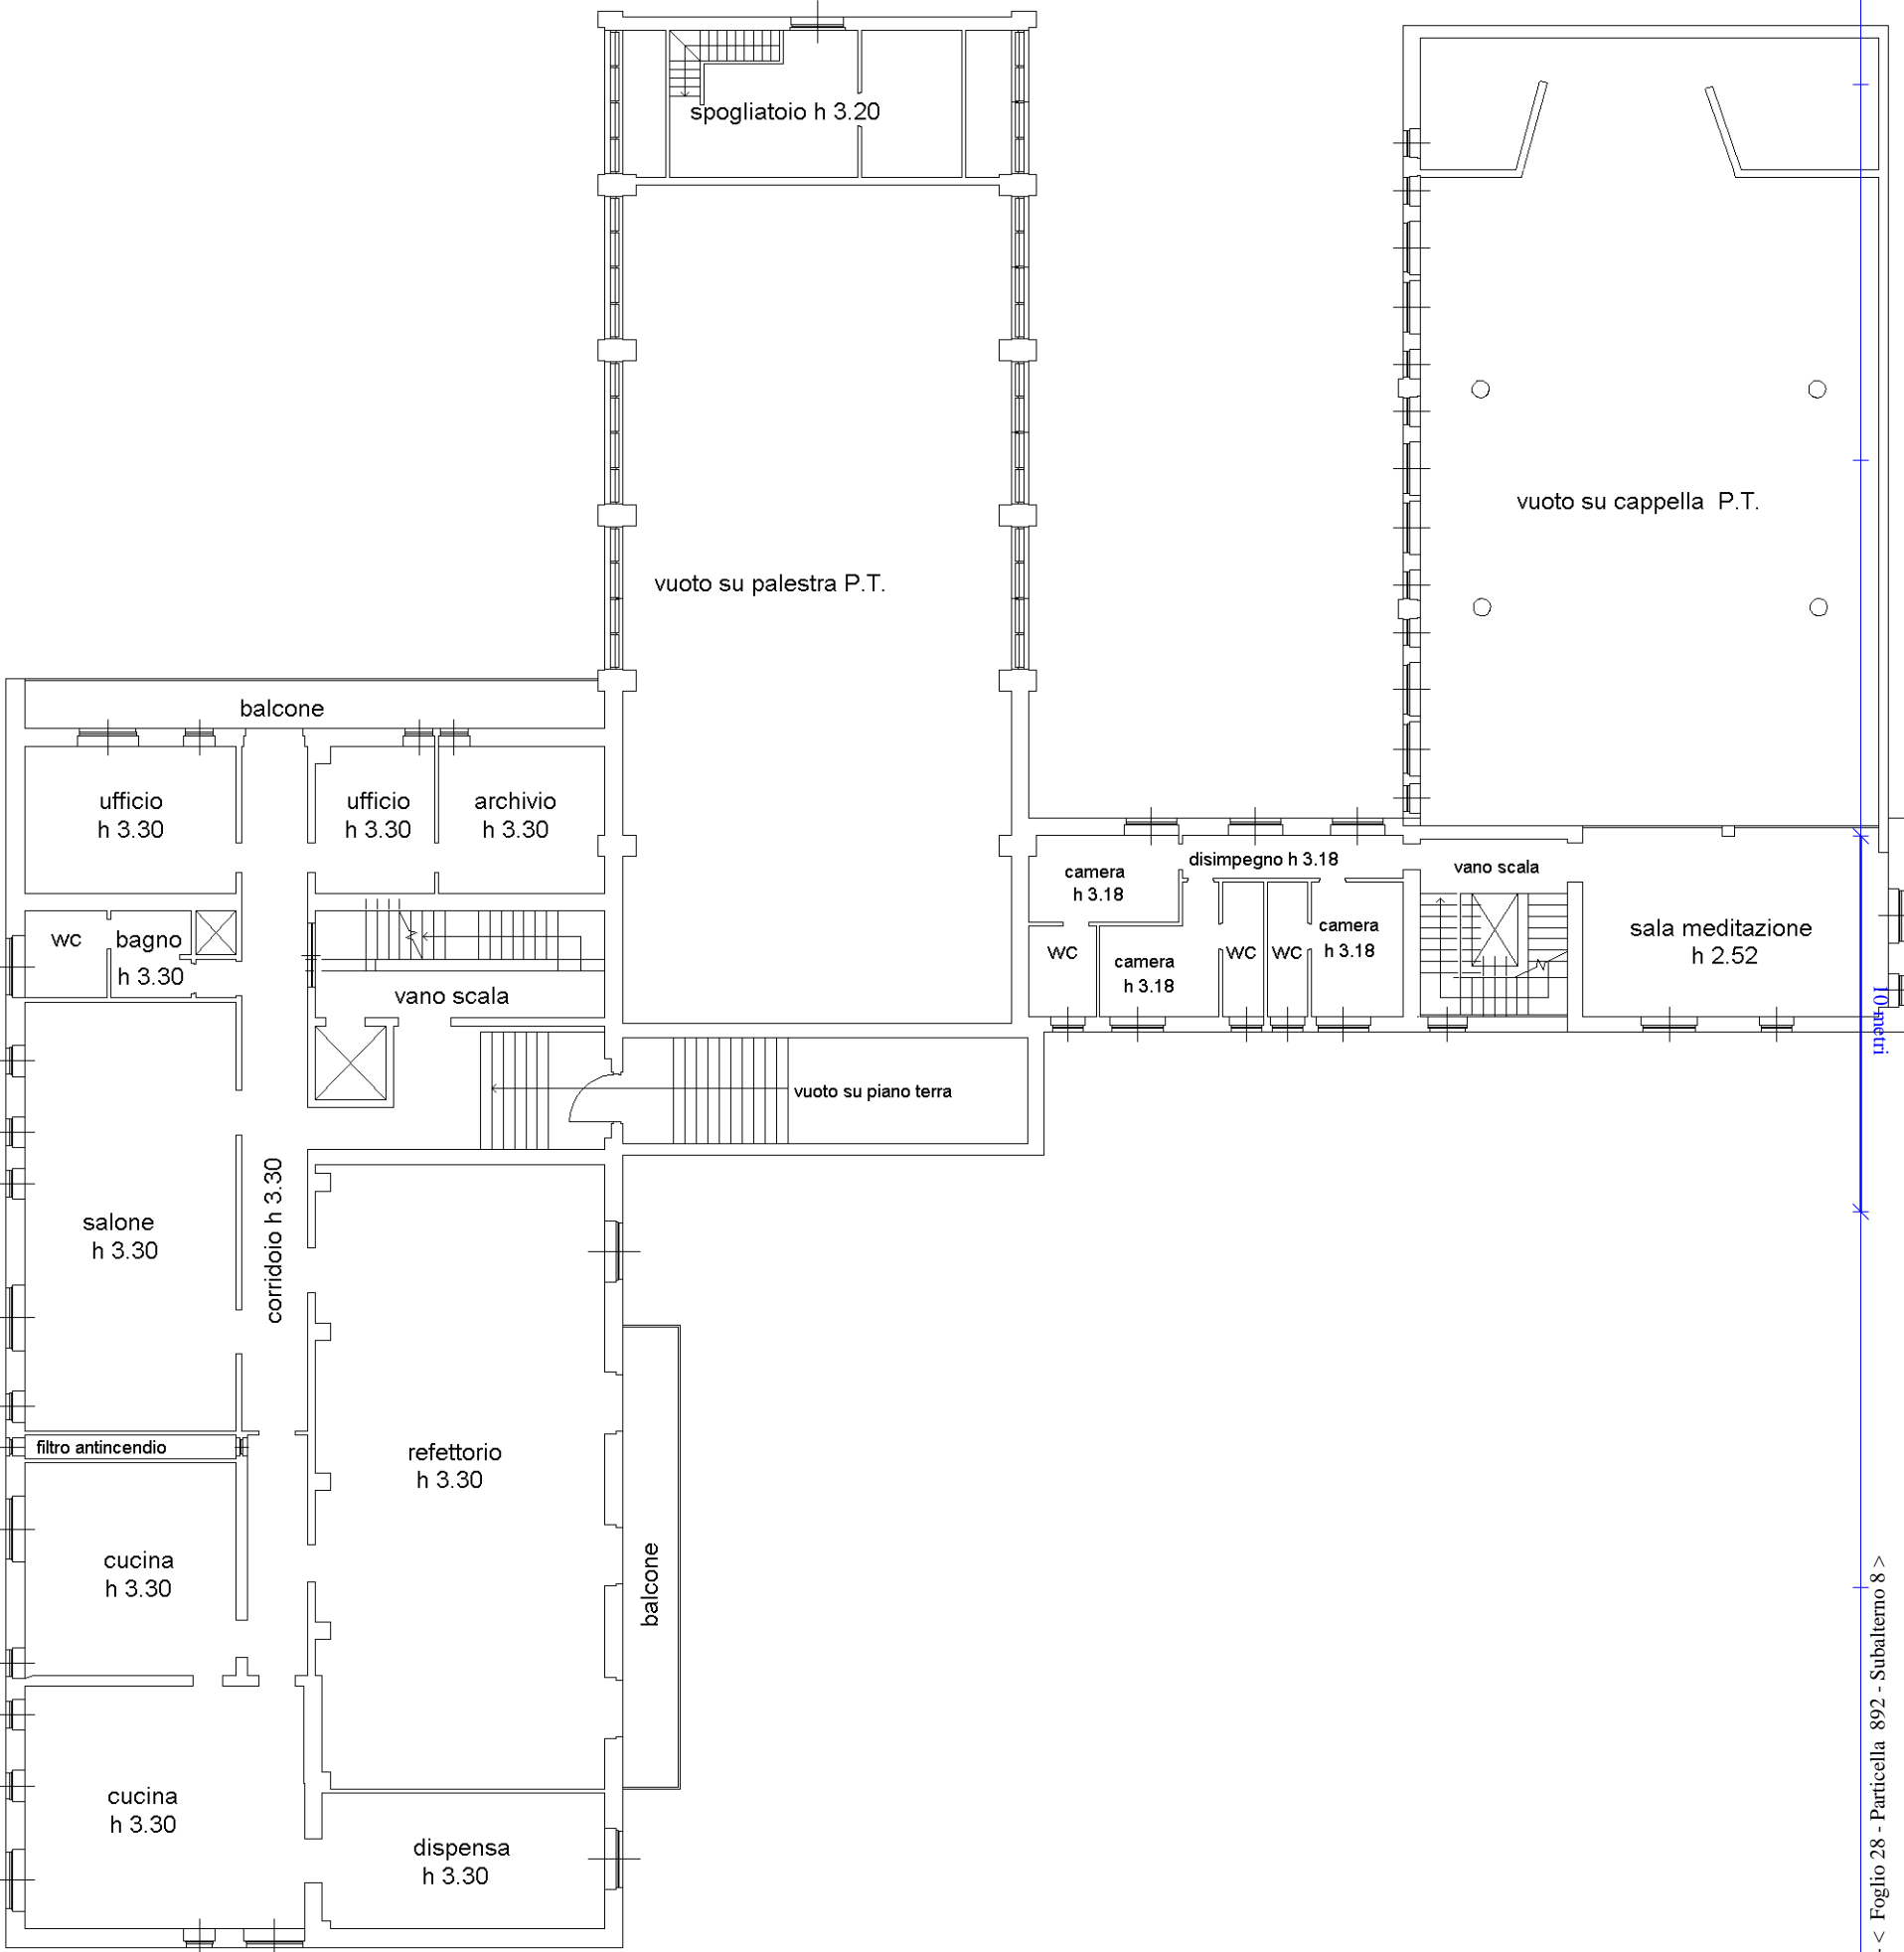 spogliatoio h 3.20
vuoto su cappella P.T.
vuoto su palestra P.T.
balcone
ufficio
h 3.30
ufficio
h 3.30
archivio
h 3.30
disimpegno h 3.18
vano scala
camera
h 3.18
wc
bagno
h 3.30
camera
h 3.18
wc
camera
h 3.18
wc
wc
sala meditazione
h 2.52
vano scala
10 metri
vuoto su piano terra
salone
h 3.30
corridoio h 3.30
filtro antincendio
refettorio
h 3.30
cucina
h 3.30
balcone
cucina
h 3.30
dispensa
h 3.30
- < Foglio 28 - Particella 892 - Subalterno 8 >